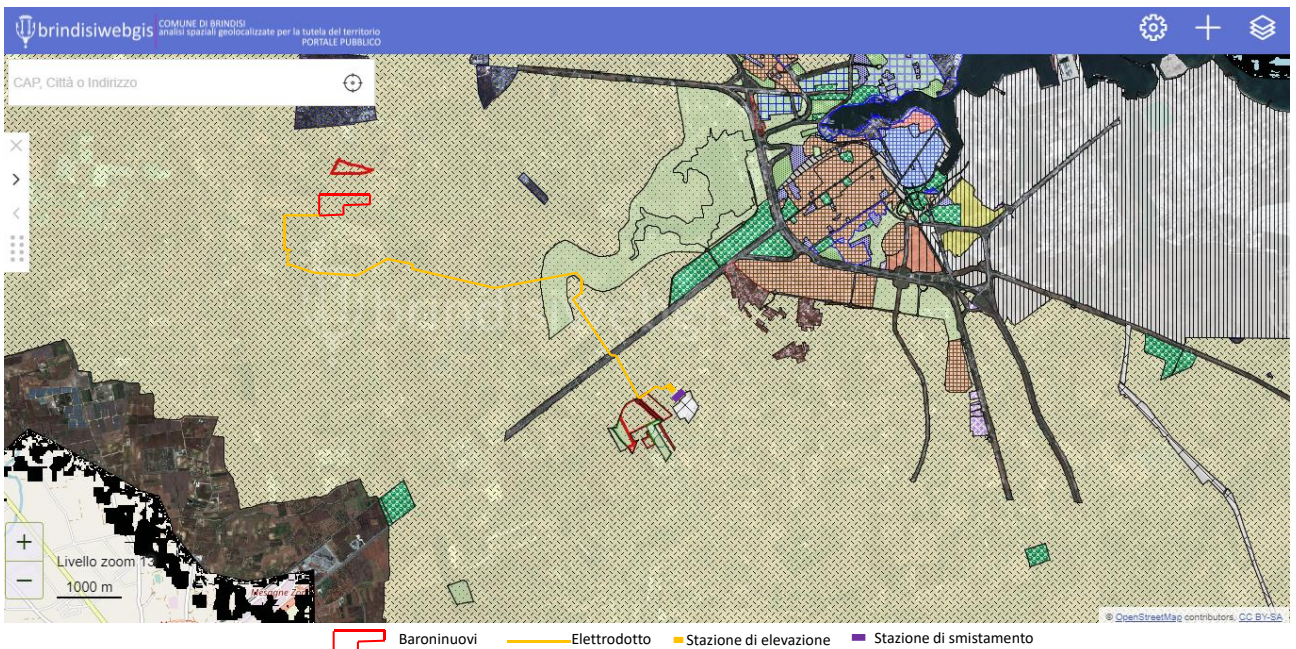 brindisiwebgis
COMUNE DI BRINDISI
analisi spaziali geolocalizzate per la tutela del territorio
PORTALE PUBBLICO
CAP, Città o Indirizzo
Livello zoom 13
1000 m
© OpenStreetMap contributors, CC BY-SA
Baroninuovi
Elettrodotto
Stazione di elevazione
Stazione di smistamento